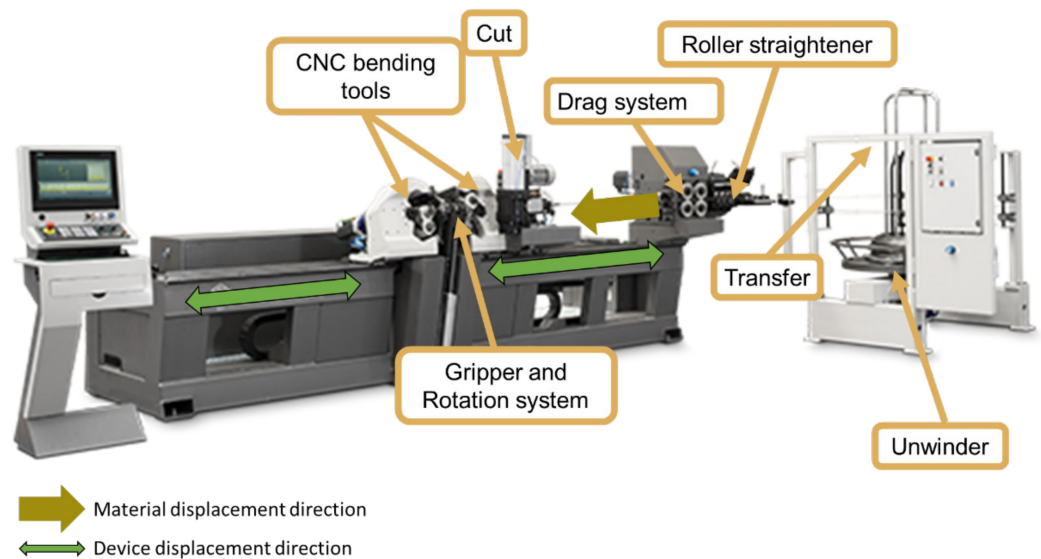 Cut
CNC bending
tools
Roller straightener
Drag system
Transfer
Gripper and
Rotation system
Unwinder
Material displacement direction
Device displacement direction